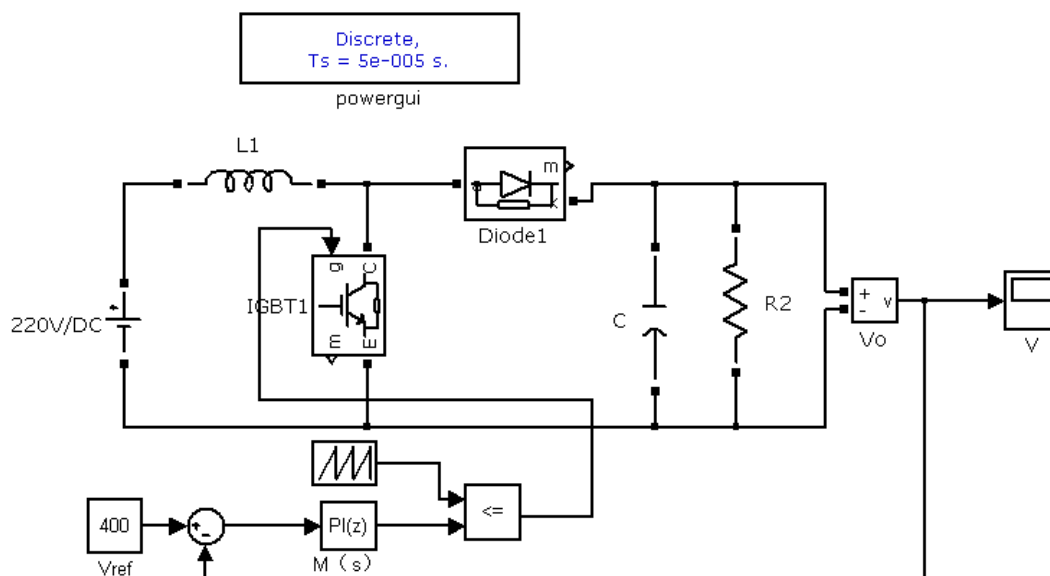 Discrete,
Ts = 5e-005 s.
powergui
L1
m
a
k
Diode1
g
C
IGBT1
m
E
220V/DC
+
C
R2
+
-
v
Vo
V
400
Vref
+
-
PI(z)
M（s）
<=